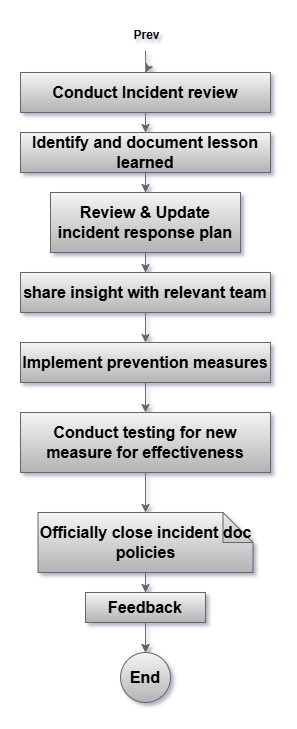 Prev
Conduct Incident review
Identify and document lesson
learned
Review & Update
incident response plan
share insight with relevant team
Implement prevention measures
Conduct testing for new
measure for effectiveness
Officially close incident doc
policies
Feedback
End